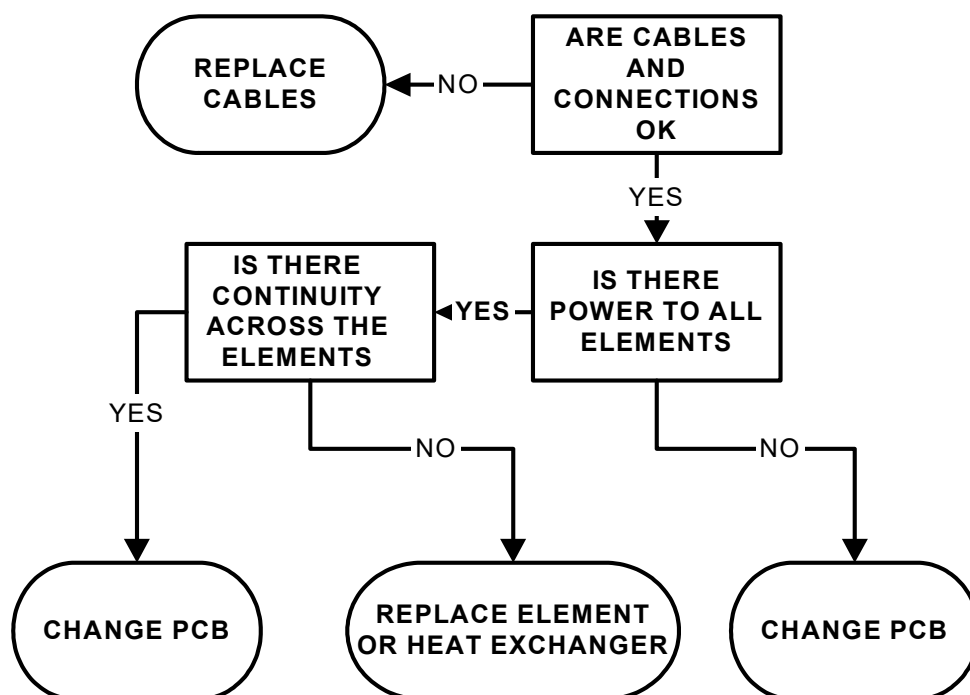 ARE CABLES
AND
CONNECTIONS
OK
NO
REPLACE
CABLES
YES
IS THERE
POWER TO ALL
ELEMENTS
YES
IS THERE
CONTINUITY
ACROSS THE
ELEMENTS
YES
NO
NO
CHANGE PCB
REPLACE ELEMENT
OR HEAT EXCHANGER
CHANGE PCB